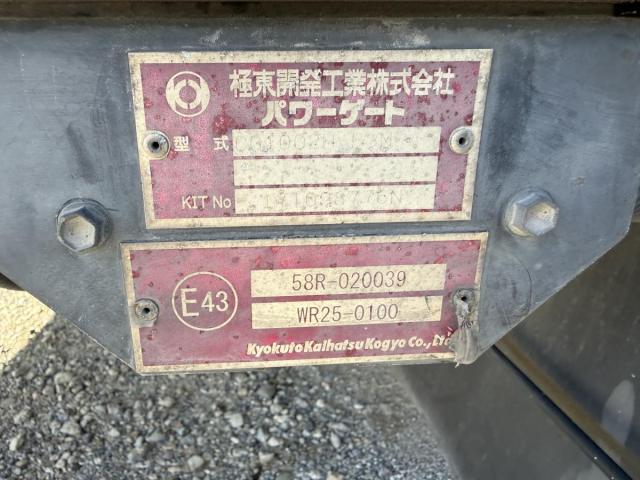 極東開発工業株式会社
パワーゲート
型 式
KIT No
E43
58R-020039
WR25-0100
Kyokuto Kaihatsu Kogyo Co., Ltd.